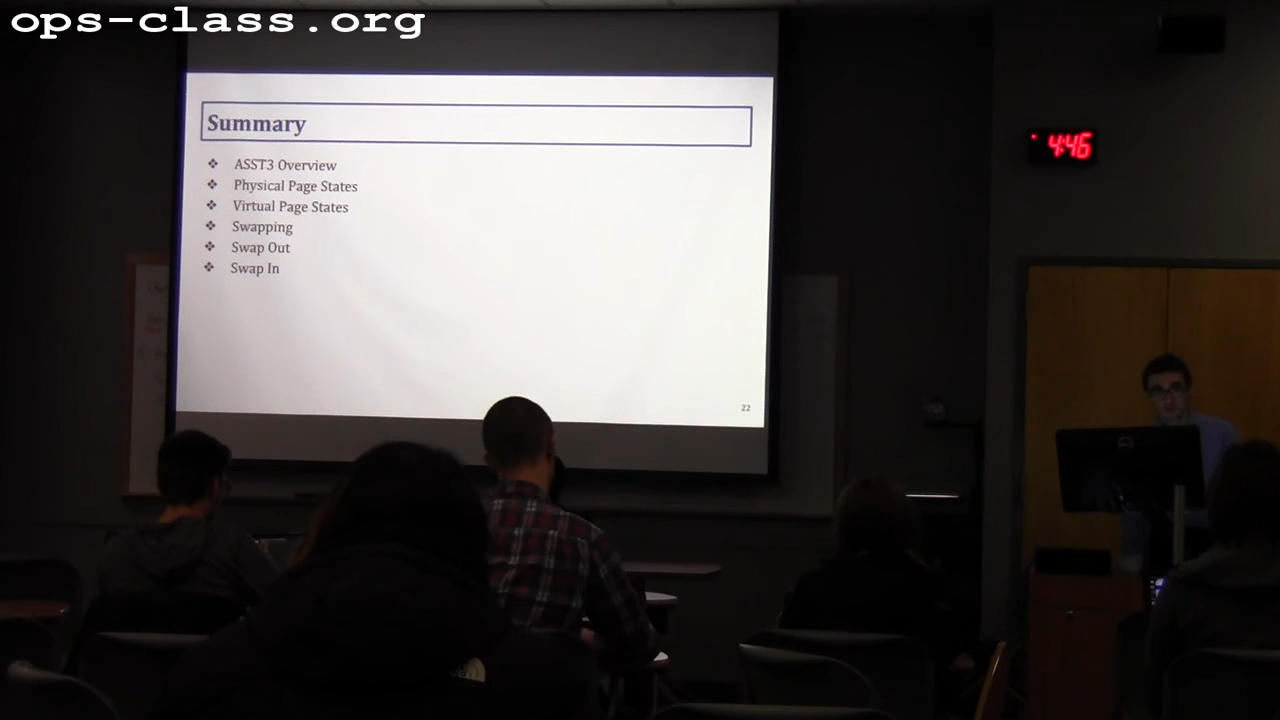 ops-class.org
Summary
❖ ASST3 Overview
❖ Physical Page States
❖ Virtual Page States
❖ Swapping
❖ Swap Out
❖ Swap In
22
4:46